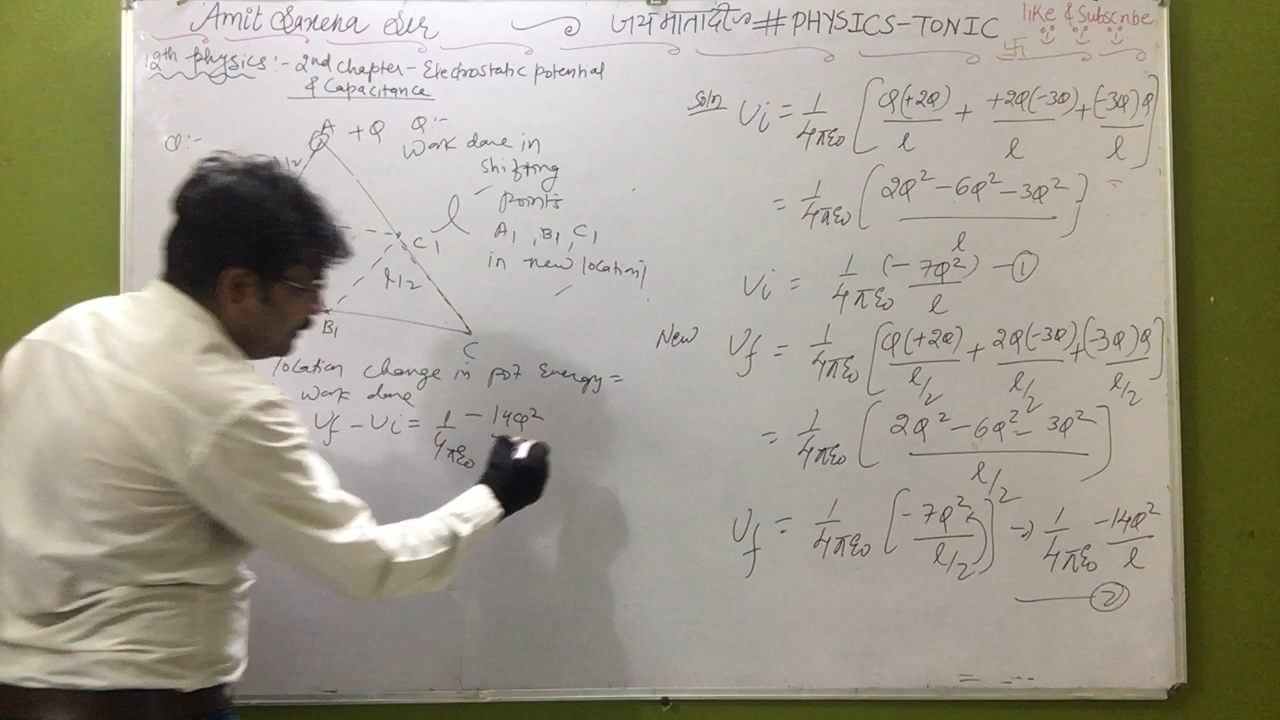 Amit Saxena Sir जय माता दी # PHYSICS-TONIC like & Subscribe
12th physics :- 2nd chapter - Electrostatic potential
& Capacitance
Q:-
A +Q Q:-
Work done in
shifting
points
A1, B1, C1
in new location
l/2
l
C1
l/2
B1
C
location change in pot Energy =
work done
Uf - Ui = 1/4πε0 -14Q²
Soln Ui = 1/4πε0 [Q(+2Q)/l + +2Q(-3Q)/l + (-3Q)Q/l]
= 1/4πε0 (2Q² - 6Q² - 3Q²/l)
Ui = 1/4πε0 (-7Q²)/l - ①
New Uf = 1/4πε0 [Q(+2Q)/l/2 + 2Q(-3Q)/l/2 + (-3Q)Q/l/2]
= 1/4πε0 (2Q² - 6Q² - 3Q²/l/2)
Uf = 1/4πε0 (-7Q²/l/2) ⇒ 1/4πε0 -14Q²/l
②